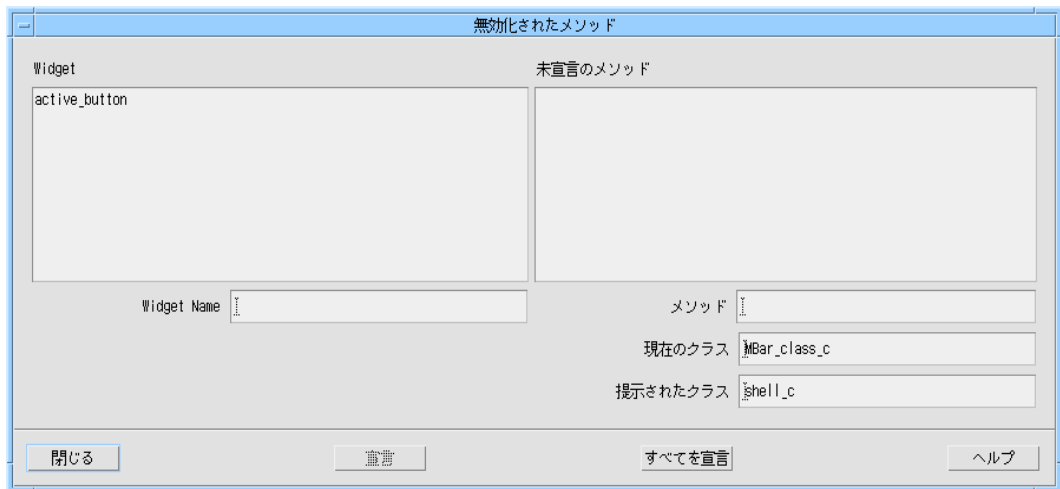 無効化されたメソッド
Widget
未宣言のメソッド
active_button
Widget Name
メソッド
現在のクラス
MBar_class_c
提示されたクラス
shell_c
閉じる
宣言
すべてを宣言
ヘルプ